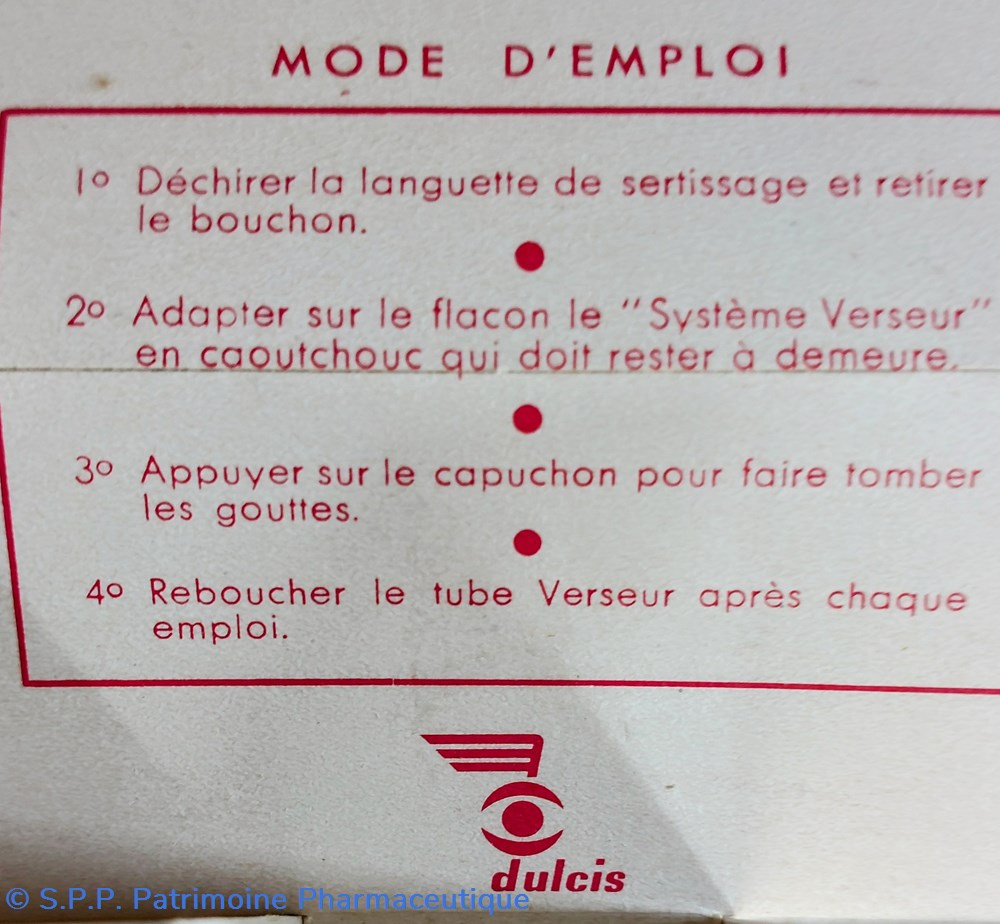 MODE D'EMPLOI
1o Déchirer la languette de sertissage et retirer
le bouchon.
2o Adapter sur le flacon le "Système Verseur"
en caoutchouc qui doit rester à demeure.
3o Appuyer sur le capuchon pour faire tomber
les gouttes.
4o Reboucher le tube Verseur après chaque
emploi.
dulcis
© S.P.P. Patrimoine Pharmaceutique